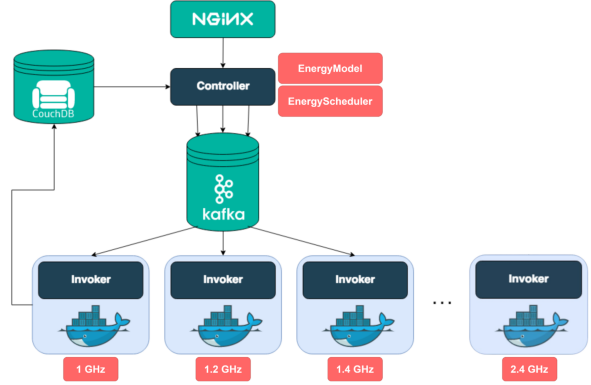 NGINX
EnergyModel
Controller
EnergyScheduler
CouchDB
kafka
Invoker
Invoker
Invoker
Invoker
...
1 GHz
1.2 GHz
1.4 GHz
2.4 GHz